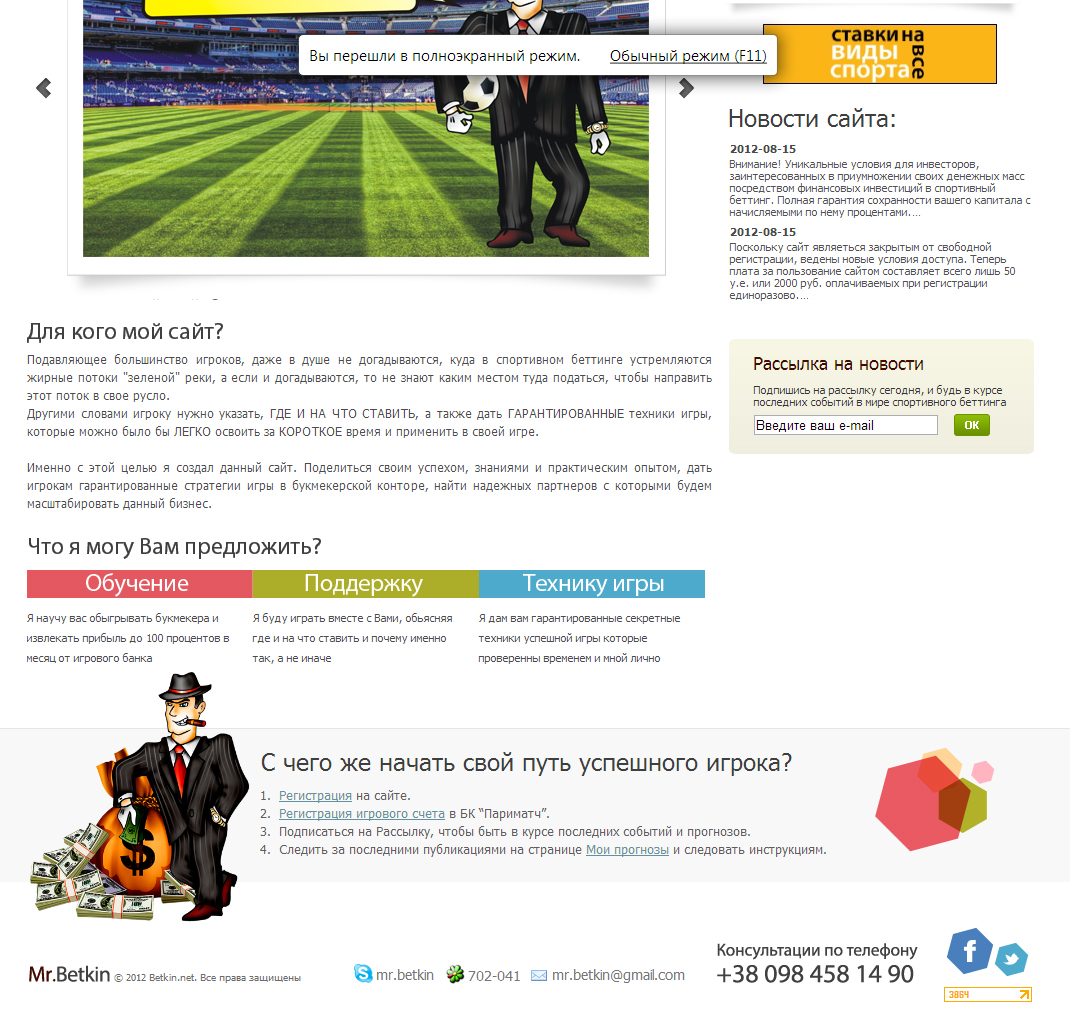 Вы перешли в полноэкранный режим. Обычный режим (F11)
ставки на
виды
спорта
все
Новости сайта:
2012-08-15
Внимание! Уникальные условия для инвесторов,
заинтересованных в приумножении своих денежных масс
посредством финансовых инвестиций в спортивный
беттинг. Полная гарантия сохранности вашего капитала с
начисляемыми по нему процентами....
2012-08-15
Поскольку сайт являеться закрытым от свободной
регистрации, ведены новые условия доступа. Теперь
плата за пользование сайтом составляет всего лишь 50
у.е. или 2000 руб. оплачиваемых при регистрации
единоразово....
Для кого мой сайт?
Подавляющее большинство игроков, даже в душе не догадываются, куда в спортивном беттинге устремляются
жирные потоки "зеленой" реки, а если и догадываются, то не знают каким местом туда податься, чтобы направить
этот поток в свое русло.
Другими словами игроку нужно указать, ГДЕ И НА ЧТО СТАВИТЬ, а также дать ГАРАНТИРОВАННЫЕ техники игры,
которые можно было бы ЛЕГКО освоить за КОРОТКОЕ время и применить в своей игре.
Именно с этой целью я создал данный сайт. Поделиться своим успехом, знаниями и практическим опытом, дать
игрокам гарантированные стратегии игры в букмекерской конторе, найти надежных партнеров с которыми будем
масштабировать данный бизнес.
Рассылка на новости
Подпишись на рассылку сегодня, и будь в курсе
последних событий в мире спортивного беттинга
Введите ваш e-mail
ОК
Что я могу Вам предложить?
Обучение
Я научу вас обыгрывать букмекера и
извлекать прибыль до 100 процентов в
месяц от игрового банка
Поддержку
Я буду играть вместе с Вами, обьясняя
где и на что ставить и почему именно
так, а не иначе
Технику игры
Я дам вам гарантированные секретные
техники успешной игры которые
проверенны временем и мной лично
$
С чего же начать свой путь успешного игрока?
1. Регистрация на сайте.
2. Регистрация игрового счета в БК “Париматч”.
3. Подписаться на Рассылку, чтобы быть в курсе последних событий и прогнозов.
4. Следить за последними публикациями на странице Мои прогнозы и следовать инструкциям.
Mr.Betkin © 2012 Betkin.net. Все права защищены
mr.betkin
702-041
mr.betkin@gmail.com
Консультации по телефону
+38 098 458 14 90
f
3864